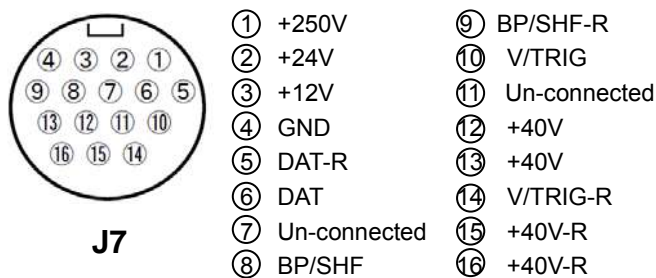 ④ ③ ② ①
⑨ ⑧ ⑦ ⑥ ⑤
⑬ ⑫ ⑪ ⑩
⑯ ⑮ ⑭
J7
① +250V
② +24V
③ +12V
④ GND
⑤ DAT-R
⑥ DAT
⑦ Un-connected
⑧ BP/SHF
⑨ BP/SHF-R
⑩ V/TRIG
⑪ Un-connected
⑫ +40V
⑬ +40V
⑭ V/TRIG-R
⑮ +40V-R
⑯ +40V-R